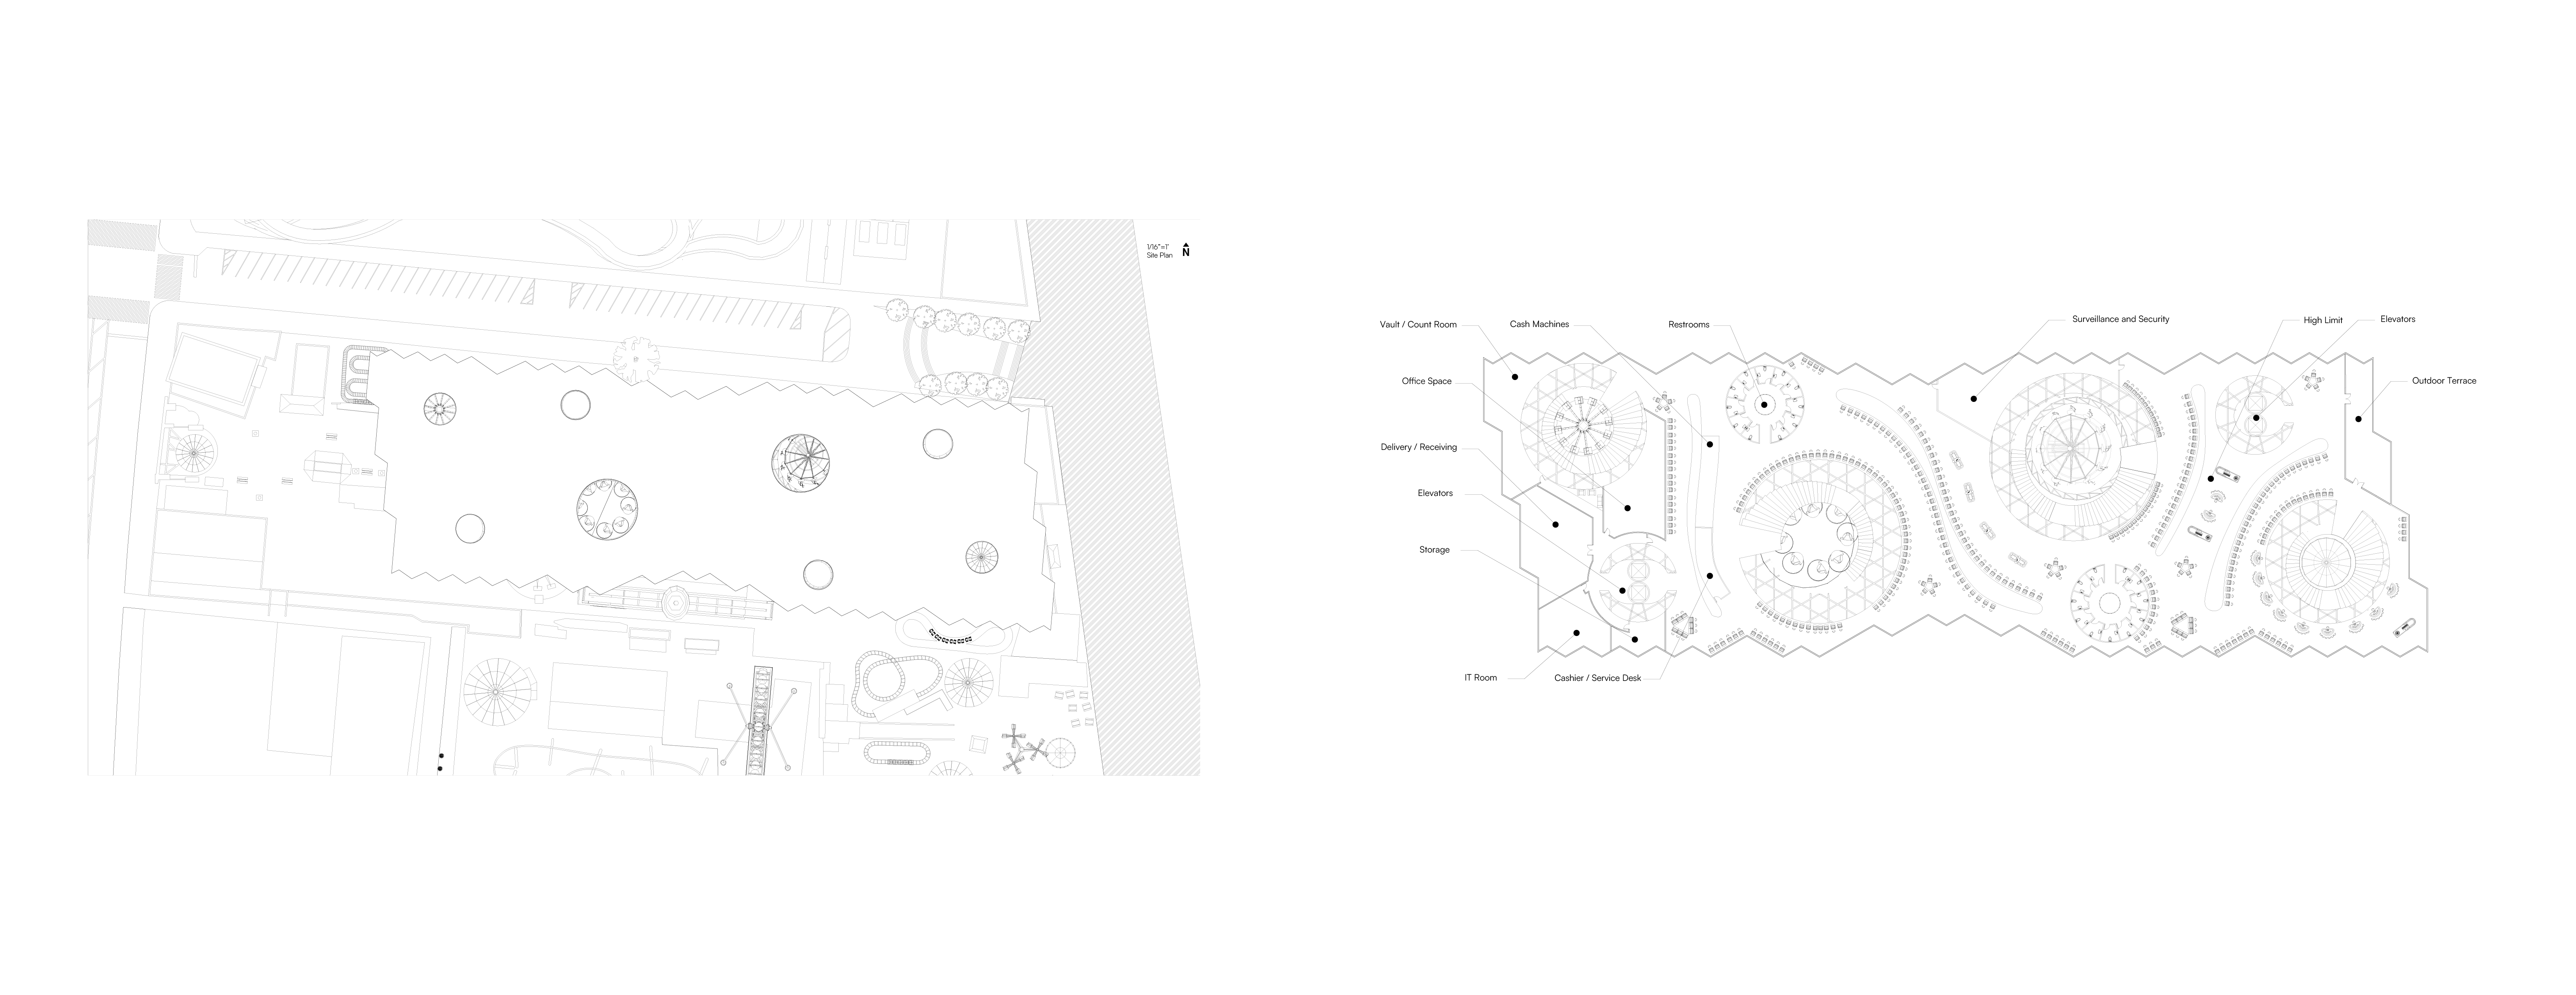 1/16"=1'
Site Plan
N
Vault / Count Room
Cash Machines
Restrooms
Surveillance and Security
High Limit
Elevators
Office Space
Outdoor Terrace
Delivery / Receiving
Elevators
Storage
IT Room
Cashier / Service Desk